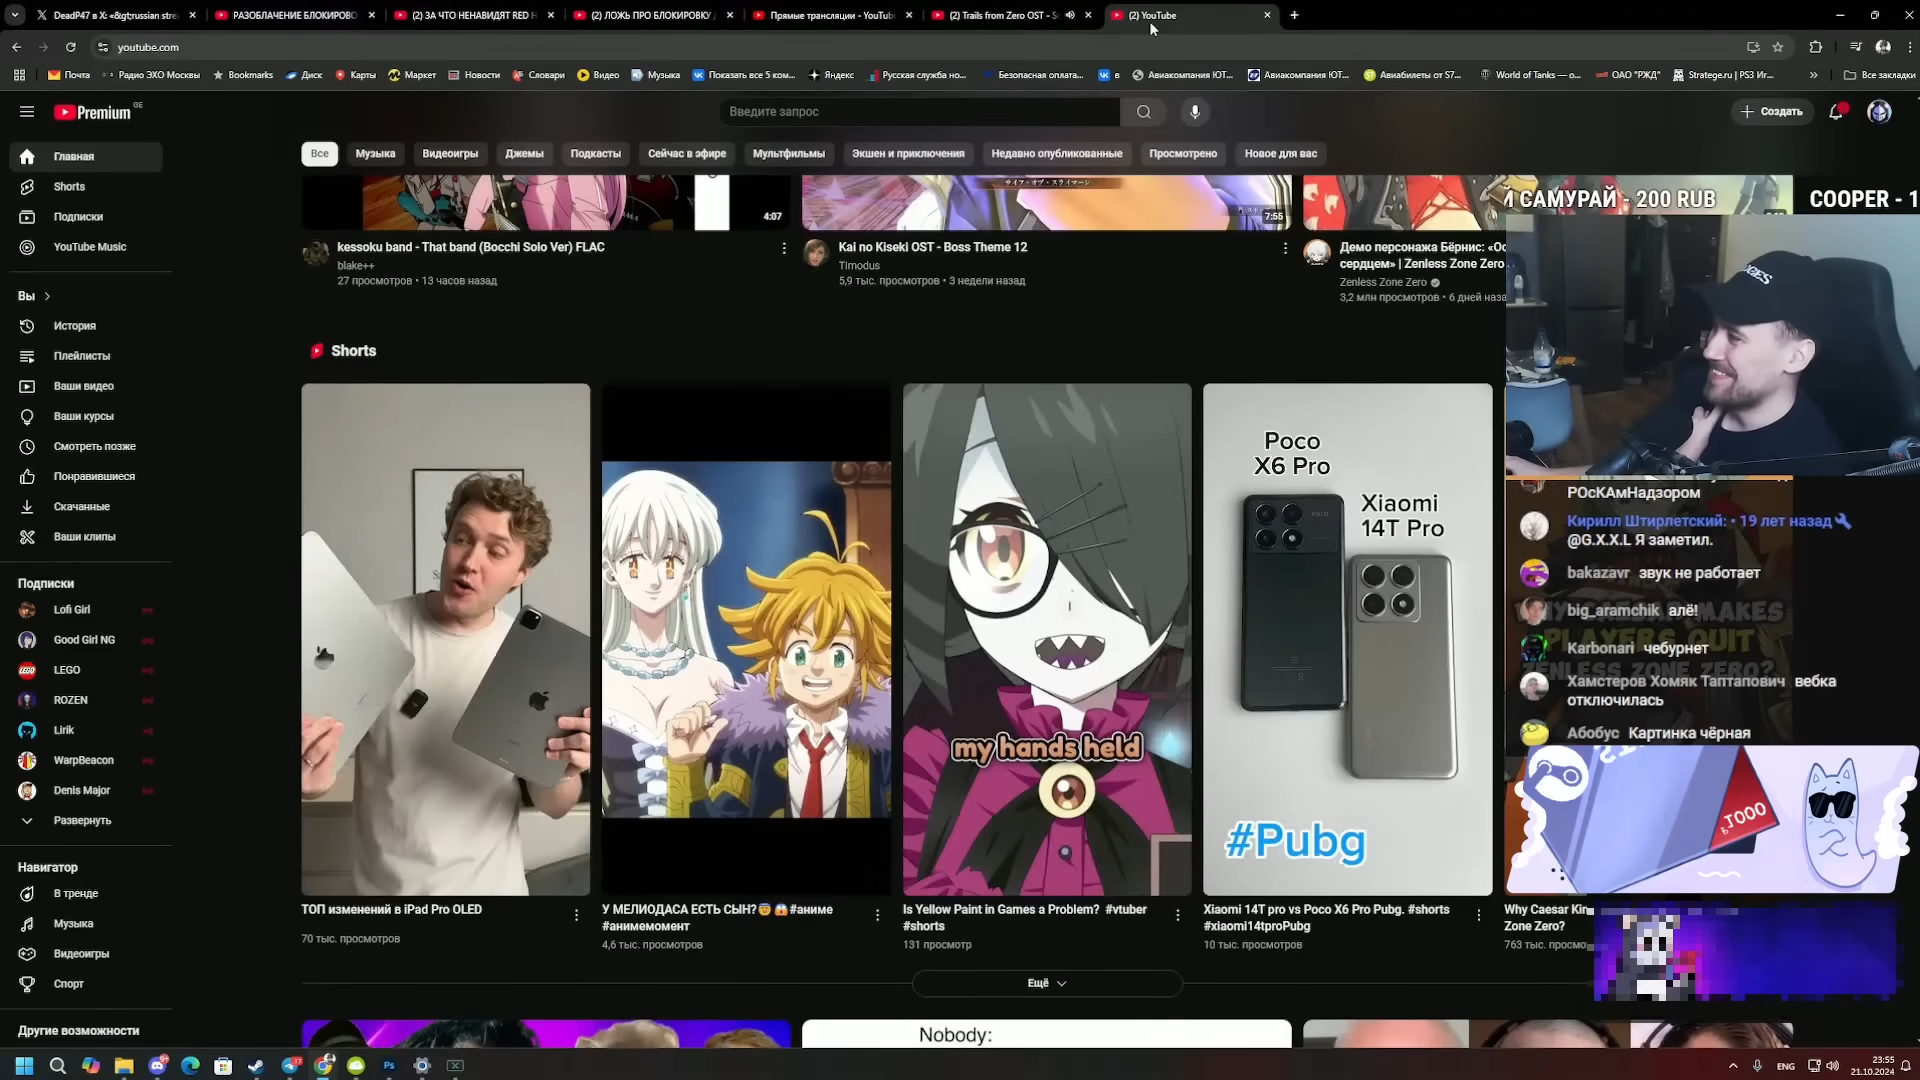 DeadP47 в X: «&gt;russian stre
РАЗОБЛАЧЕНИЕ БЛОКИРОВО
(2) ЗА ЧТО НЕНАВИДЯТ RED H
(2) ЛОЖЬ ПРО БЛОКИРОВКУ
Прямые трансляции - YouTub
(2) Trails from Zero OST - S
(2) YouTube
youtube.com
Почта
Радио ЭХО Москвы
Bookmarks
Диск
Карты
Маркет
Новости
Словари
Видео
Музыка
Показать все 5 ком...
Яндекс
Русская служба но...
Безопасная оплата...
в
Авиакомпания ЮТ...
Авиакомпания ЮТ...
Авиабилеты от S7...
World of Tanks — о...
ОАО "РЖД"
Stratege.ru | PS3 Иг...
Все закладки
Premium GE
Введите запрос
Создать
Главная
Shorts
Подписки
YouTube Music
Вы
История
Плейлисты
Ваши видео
Ваши курсы
Смотреть позже
Понравившиеся
Скачанные
Ваши клипы
Подписки
Lofi Girl
Good Girl NG
LEGO
ROZEN
Lirik
WarpBeacon
Denis Major
Развернуть
Навигатор
В тренде
Музыка
Видеоигры
Спорт
Другие возможности
Все
Музыка
Видеоигры
Джемы
Подкасты
Сейчас в эфире
Мультфильмы
Экшен и приключения
Недавно опубликованные
Просмотрено
Новое для вас
4:07
7:55
Й САМУРАЙ - 200 RUB
COOPER - 1
kessoku band - That band (Bocchi Solo Ver) FLAC
blake++
27 просмотров • 13 часов назад
Kai no Kiseki OST - Boss Theme 12
Timodus
5,9 тыс. просмотров • 3 недели назад
Демо персонажа Бёрнис: «Ос
сердцем» | Zenless Zone Zero
Zenless Zone Zero
3,2 млн просмотров • 6 дней наза
Shorts
my hands held
Poco
X6 Pro
Xiaomi
14T Pro
#Pubg
ТОП изменений в iPad Pro OLED
70 тыс. просмотров
У МЕЛИОДАСА ЕСТЬ СЫН?😇😱#аниме
#анимемомент
4,6 тыс. просмотров
Is Yellow Paint in Games a Problem? #vtuber
#shorts
131 просмотр
Xiaomi 14T pro vs Poco X6 Pro Pubg. #shorts
#xiaomi14tproPubg
10 тыс. просмотров
Why Caesar Kin
Zone Zero?
763 тыс. просмо
Ещё
Nobody:
РОсКАмНадзором
Кирилл Штирлетский: • 19 лет назад
@G.X.X.L Я заметил.
bakazavr звук не работает
big_aramchik алё!
Karbonari чебурнет
Хамстеров Хомяк Таптапович вебка
отключилась
Абобус Картинка чёрная
MAKES
PLAYERS QUIT
ZENLESS ZONE ZERO?
ENG
23:55
21.10.2024